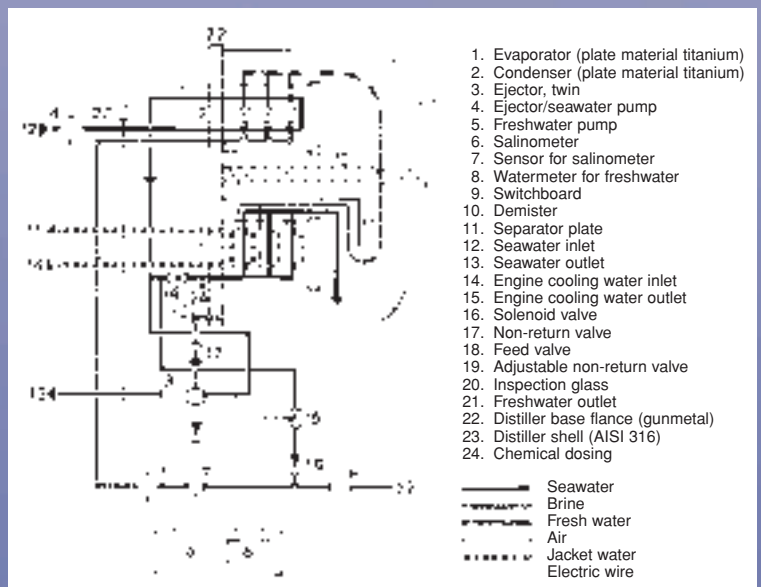 22
1. Evaporator (plate material titanium)
2. Condenser (plate material titanium)
3. Ejector, twin
4. Ejector/seawater pump
5. Freshwater pump
6. Salinometer
7. Sensor for salinometer
8. Watermeter for freshwater
9. Switchboard
10. Demister
11. Separator plate
12. Seawater inlet
13. Seawater outlet
14. Engine cooling water inlet
15. Engine cooling water outlet
16. Solenoid valve
17. Non-return valve
18. Feed valve
19. Adjustable non-return valve
20. Inspection glass
21. Freshwater outlet
22. Distiller base flance (gunmetal)
23. Distiller shell (AISI 316)
24. Chemical dosing
Seawater
Brine
Fresh water
Air
Jacket water
Electric wire